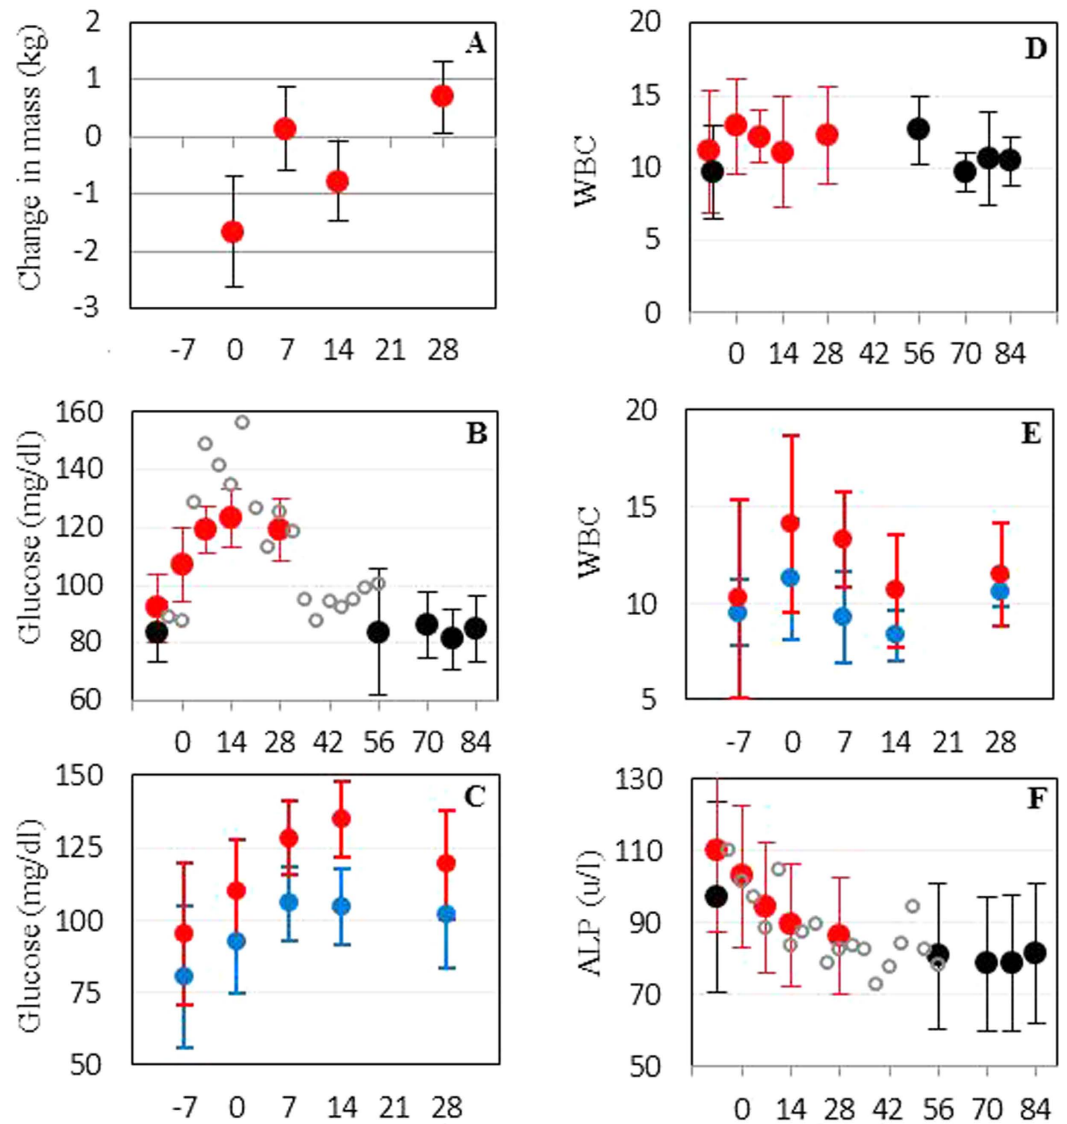 Change in mass (kg)
A
2
1
0
-1
-2
-3
-7 0 7 14 21 28
WBC
D
20
15
10
5
0
0 14 28 42 56 70 84
Glucose (mg/dl)
B
160
140
120
100
80
60
0 14 28 42 56 70 84
WBC
E
20
15
10
5
-7 0 7 14 21 28
Glucose (mg/dl)
C
150
125
100
75
50
-7 0 7 14 21 28
ALP (u/l)
F
130
110
90
70
50
0 14 28 42 56 70 84